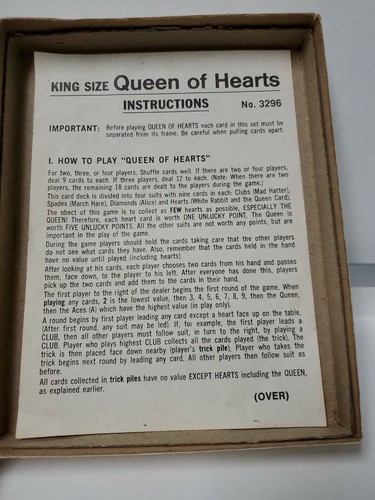 KING SIZE Queen of Hearts
INSTRUCTIONS No. 3296
IMPORTANT: Before playing QUEEN OF HEARTS each card in this set must be
separated from its frame. Be careful when pulling cards apart.
I. HOW TO PLAY "QUEEN OF HEARTS"
For two, three, or four players. Shuffle cards well. If there are two or four players,
deal 9 cards to each. If three players, deal 12 to each. (Note: When there are two
players, the remaining 18 cards are dealt to the players during the game.)
This card deck is divided into four suits with nine cards in each: Clubs (Mad Hatter),
Spades (March Hare), Diamonds (Alice) and Hearts (White Rabbit and the Queen Card).
The obect of this game is to collect as FEW hearts as possible, ESPECIALLY THE
QUEEN! Therefore, each heart card is worth ONE UNLUCKY POINT. The Queen is
worth FIVE UNLUCKY POINTS. All the other suits are not worth any points, but are
important in the play of the game.
During the game players should hold the cards taking care that the other players
do not see what cards they have. Also, remember that the cards held in the hand
have no value until played (including hearts).
After looking at his cards, each player chooses two cards from his hand and passes
them, face down, to the player to his left. After everyone has done this, players
pick up the two cards and add them to the cards in their hand.
The first player to the right of the dealer begins the first round of the game. When
playing any cards, 2 is the lowest value, then 3, 4, 5, 6, 7, 8, 9, then the Queen,
then the Aces (A) which have the highest value (in play only).
A round begins by first player leading any card except a heart face up on the table.
(After first round, any suit may be led). If, for example, the first player leads a
CLUB, then all other players must follow suit, in turn to the right, by playing a
CLUB. Player who plays highest CLUB collects all the cards played (the trick). The
trick is then placed face down nearby (player's trick pile). Player who takes the
trick begins next round by leading any card. All other players then follow suit as
before.
All cards collected in trick piles have no value EXCEPT HEARTS including the QUEEN,
as explained earlier.
(OVER)